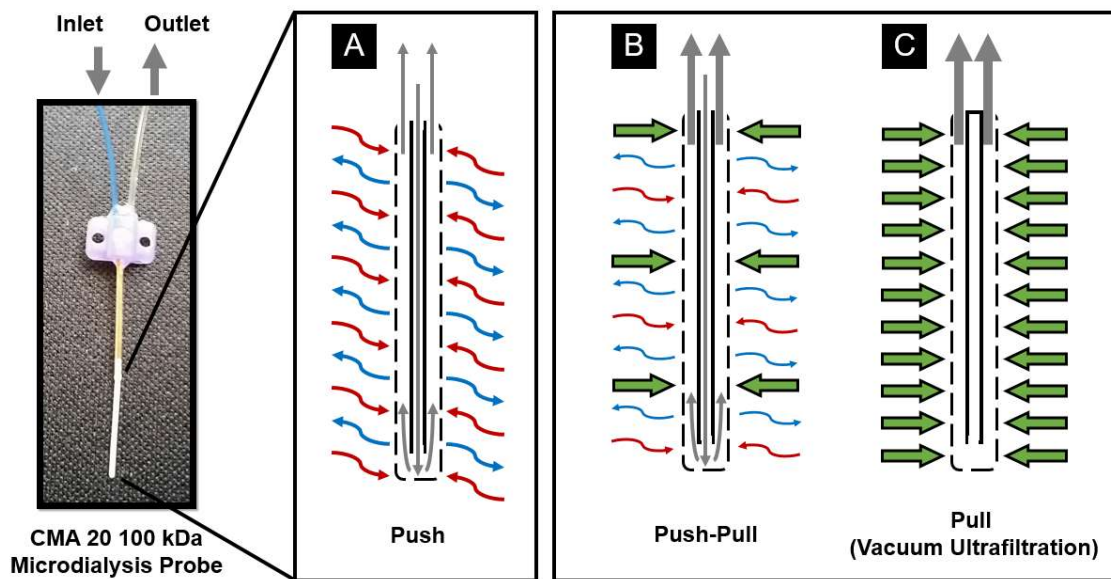 Inlet
Outlet
CMA 20 100 kDa
Microdialysis Probe
A
Push
B
Push-Pull
C
Pull
(Vacuum Ultrafiltration)